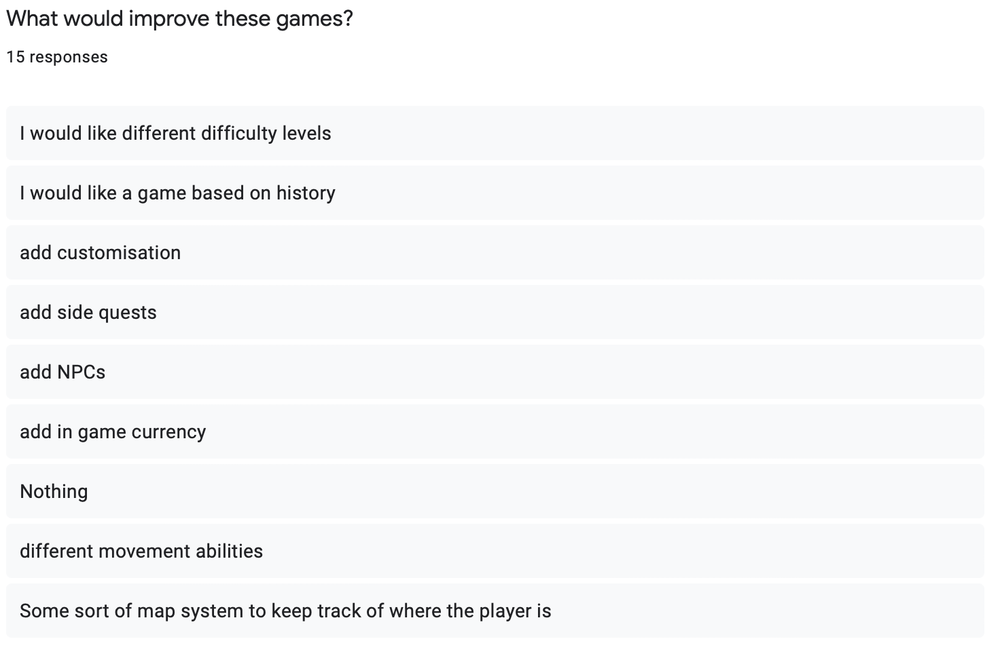 What would improve these games?
15 responses
I would like different difficulty levels
I would like a game based on history
add customisation
add side quests
add NPCs
add in game currency
Nothing
different movement abilities
Some sort of map system to keep track of where the player is